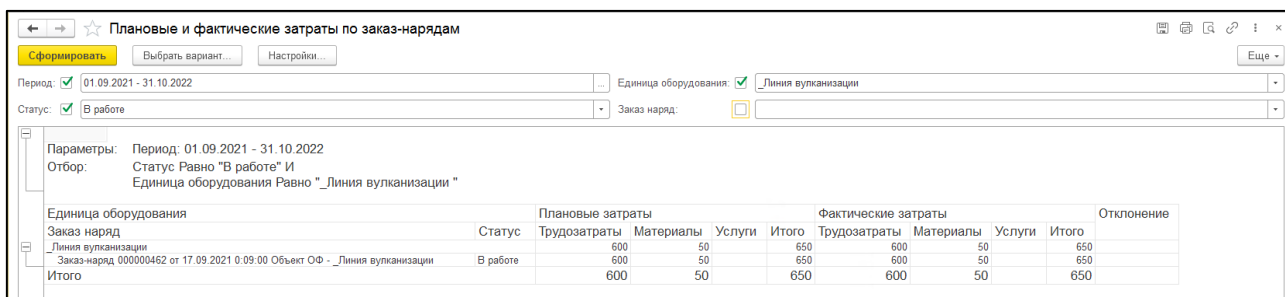 Плановые и фактические затраты по заказ-нарядам
Сформировать Выбрать вариант... Настройки... Еще
Период: 01.09.2021 - 31.10.2022 ... Единица оборудования: _Линия вулканизации
Статус: В работе Заказ наряд:
Параметры: Период: 01.09.2021 - 31.10.2022
Отбор: Статус Равно "В работе" И
Единица оборудования Равно "_Линия вулканизации "
Единица оборудования Плановые затраты Фактические затраты Отклонение
Заказ наряд Статус Трудозатраты Материалы Услуги Итого Трудозатраты Материалы Услуги Итого
_Линия вулканизации 600 50 650 600 50 650
Заказ-наряд 000000462 от 17.09.2021 0:09:00 Объект ОФ - _Линия вулканизации В работе 600 50 650 600 50 650
Итого 600 50 650 600 50 650